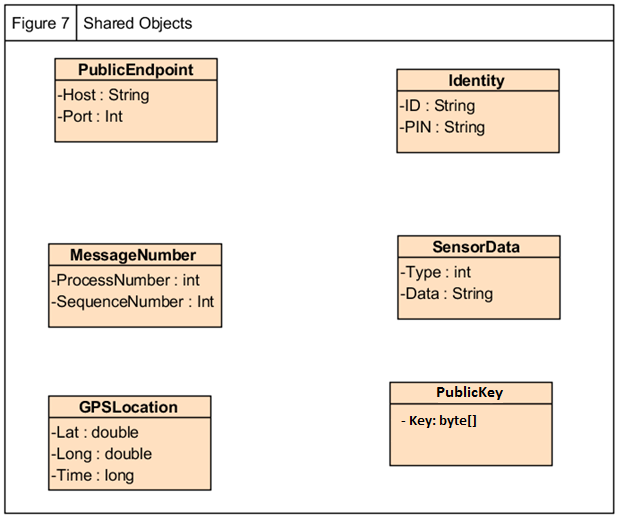 Figure 7 Shared Objects
PublicEndpoint
-Host : String
-Port : Int
Identity
-ID : String
-PIN : String
MessageNumber
-ProcessNumber : int
-SequenceNumber : Int
SensorData
-Type : int
-Data : String
GPSLocation
-Lat : double
-Long : double
-Time : long
PublicKey
- Key: byte[]